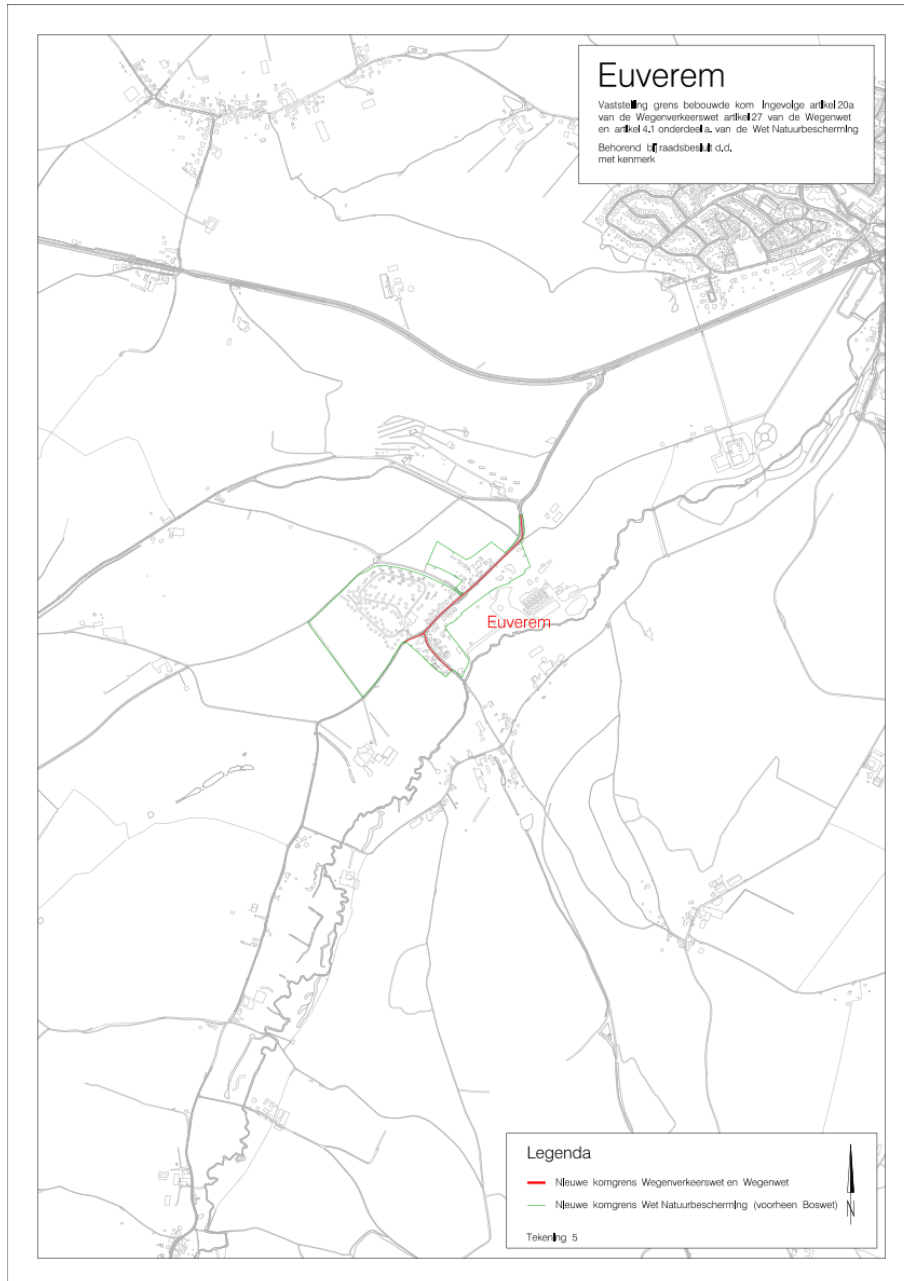 Euverem
Vaststelling grens bebouwde kom Ingevolge artikel 20a
van de Wegenverkeerswet artikel 27 van de Wegenwet
en artikel 4.1 onderdeel a. van de Wet Natuurbescherming
Behorend bij raadsbesluit d.d.
met kenmerk
Euverem
Legenda
Nieuwe komgrens Wegenverkeerswet en Wegenwet
Nieuwe komgrens Wet Natuurbescherming (voorheen Boswet)
N
Tekening 5